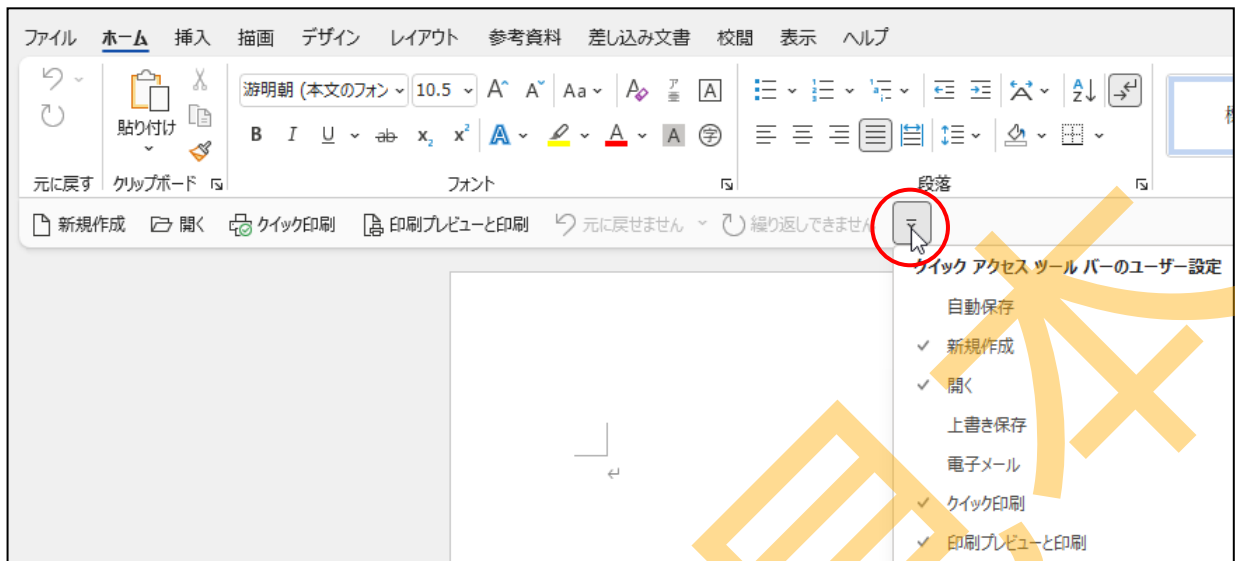 ファイル ホーム 挿入 描画 デザイン レイアウト 参考資料 差し込み文書 校閲 表示 ヘルプ
游明朝 (本文のフォン 10.5 A A Aa A ア亜 A
貼り付け
B I U ab x₂ x² A A A 字
元に戻す クリップボード フォント 段落
新規作成 開く クイック印刷 印刷プレビューと印刷 元に戻せません 繰り返しできません
クイック アクセス ツール バーのユーザー設定
自動保存
新規作成
開く
上書き保存
電子メール
クイック印刷
印刷プレビューと印刷